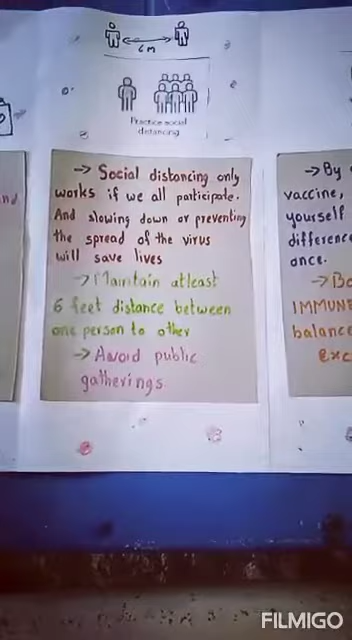 6m
Practice social
distancing
→ Social distancing only
works if we all participate.
And slowing down or preventing
the spread of the virus
will save lives
→ Maintain atleast
6 feet distance between
one person to other
→ Avoid public
gatherings
→ By
vaccine,
yourself
difference
once.
→ Bo
IMMUNE
balance
exc
FILMIGO